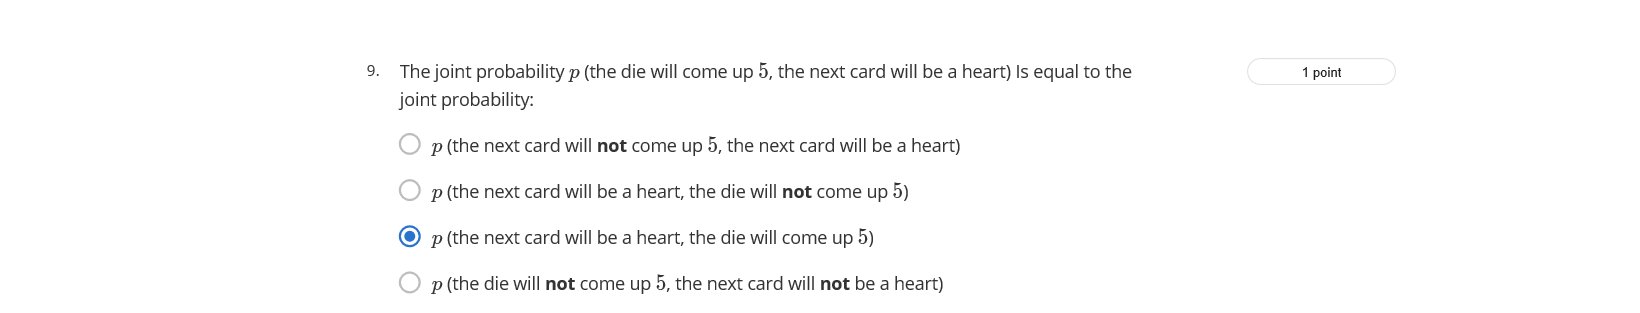 9. The joint probability p (the die will come up 5, the next card will be a heart) Is equal to the 1 point
joint probability:
p (the next card will not come up 5, the next card will be a heart)
p (the next card will be a heart, the die will not come up 5)
p (the next card will be a heart, the die will come up 5)
p (the die will not come up 5, the next card will not be a heart)